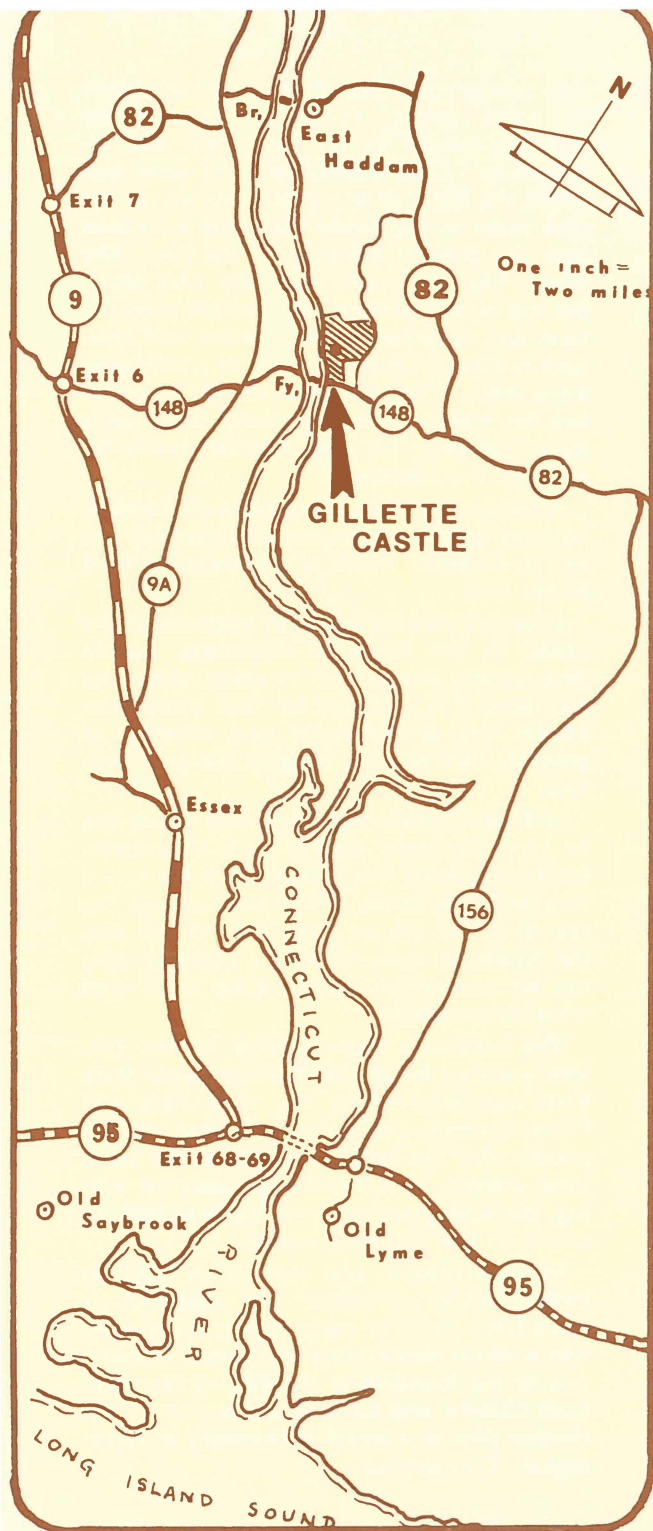 N
82
Br,
East
Haddam
Exit 7
One inch =
Two miles
82
9
Exit 6
148
Fy,
148
82
GILLETTE
CASTLE
9A
Essex
CONNECTICUT
156
95
Exit 68-69
Old
Saybrook
Old
Lyme
RIVER
95
LONG ISLAND SOUND